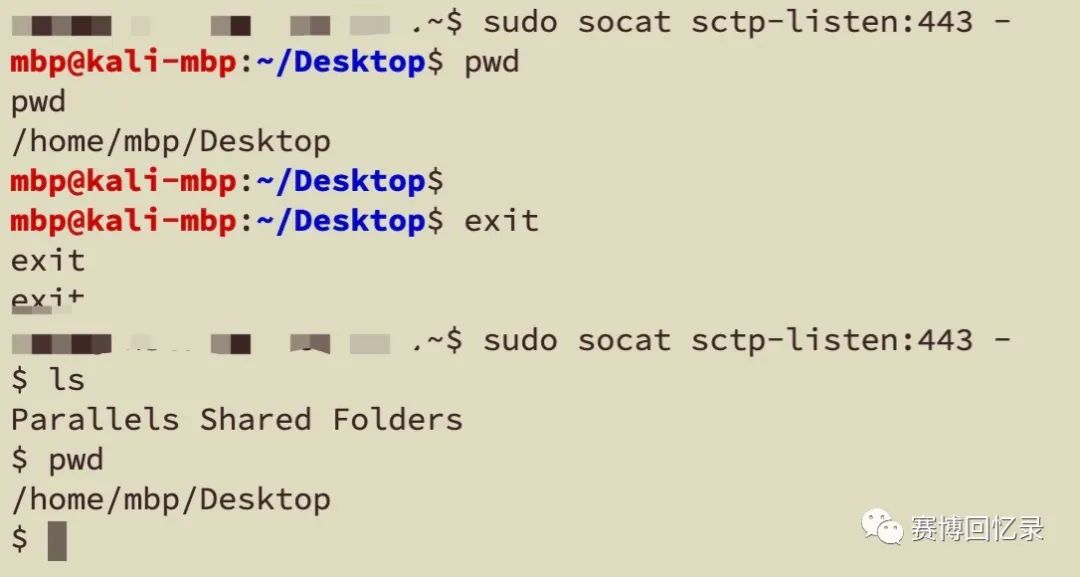 .~$ sudo socat sctp-listen:443 -
mbp@kali-mbp:~/Desktop$ pwd
pwd
/home/mbp/Desktop
mbp@kali-mbp:~/Desktop$
mbp@kali-mbp:~/Desktop$ exit
exit
exit
.~$ sudo socat sctp-listen:443 -
$ ls
Parallels Shared Folders
$ pwd
/home/mbp/Desktop
$
赛博回忆录